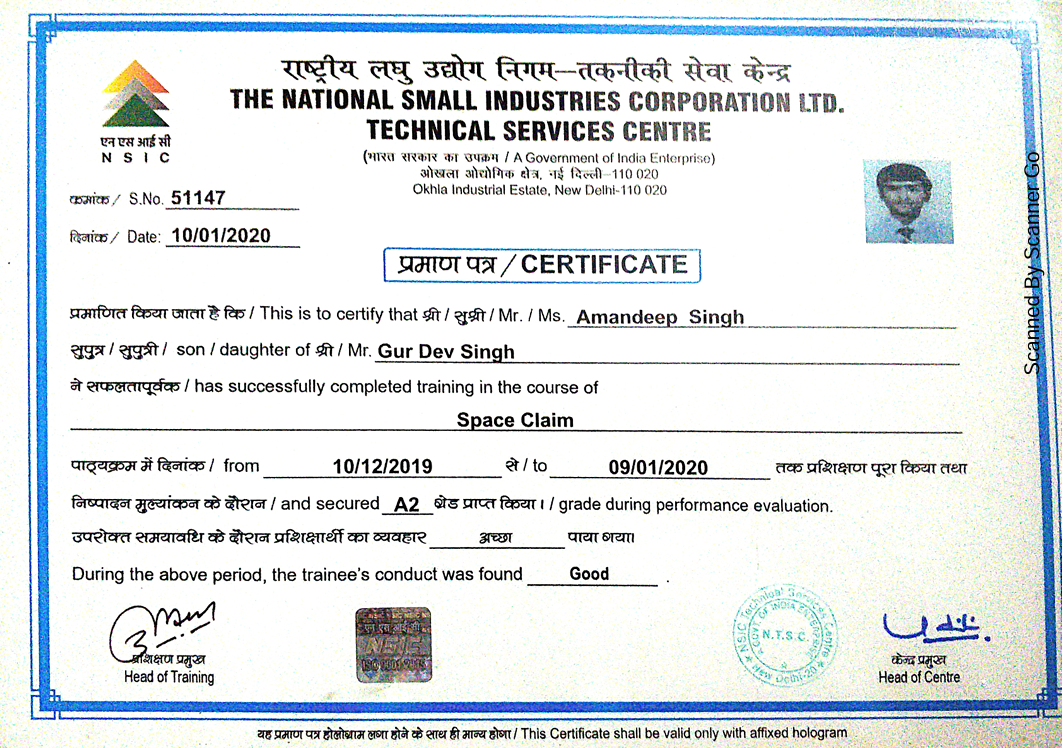 राष्ट्रीय लघु उद्योग निगम–तकनीकी सेवा केन्द्र
THE NATIONAL SMALL INDUSTRIES CORPORATION LTD.
TECHNICAL SERVICES CENTRE
(भारत सरकार का उपक्रम / A Government of India Enterprise)
ओखला औद्योगिक क्षेत्र, नई दिल्ली–110 020
Okhla Industrial Estate, New Delhi-110 020
एन एस आई सी
N S I C
क्रमांक / S.No. 51147
दिनांक / Date: 10/01/2020
प्रमाण पत्र / CERTIFICATE
प्रमाणित किया जाता है कि / This is to certify that श्री / सुश्री / Mr. / Ms. Amandeep Singh
सुपुत्र / सुपुत्री / son / daughter of श्री / Mr. Gur Dev Singh
ने सफलतापूर्वक / has successfully completed training in the course of
Space Claim
पाठ्यक्रम में दिनांक / from 10/12/2019 से / to 09/01/2020 तक प्रशिक्षण पूरा किया तथा
निष्पादन मुल्यांकन के दौरान / and secured A2 ग्रेड प्राप्त किया। / grade during performance evaluation.
उपरोक्त समयावधि के दौरान प्रशिक्षार्थी का व्यवहार अच्छा पाया गया।
During the above period, the trainee's conduct was found Good.
प्रशिक्षण प्रमुख
Head of Training
एन एस आई सी
NSIC
NSIC Technical Services Centre
A GOVT. OF INDIA ENTERPRISE
N.T.S.C.
New Delhi-20
केन्द्र प्रमुख
Head of Centre
यह प्रमाण पत्र होलोग्राम लगा होने के साथ ही मान्य होगा / This Certificate shall be valid only with affixed hologram
Scanned By Scanner Go